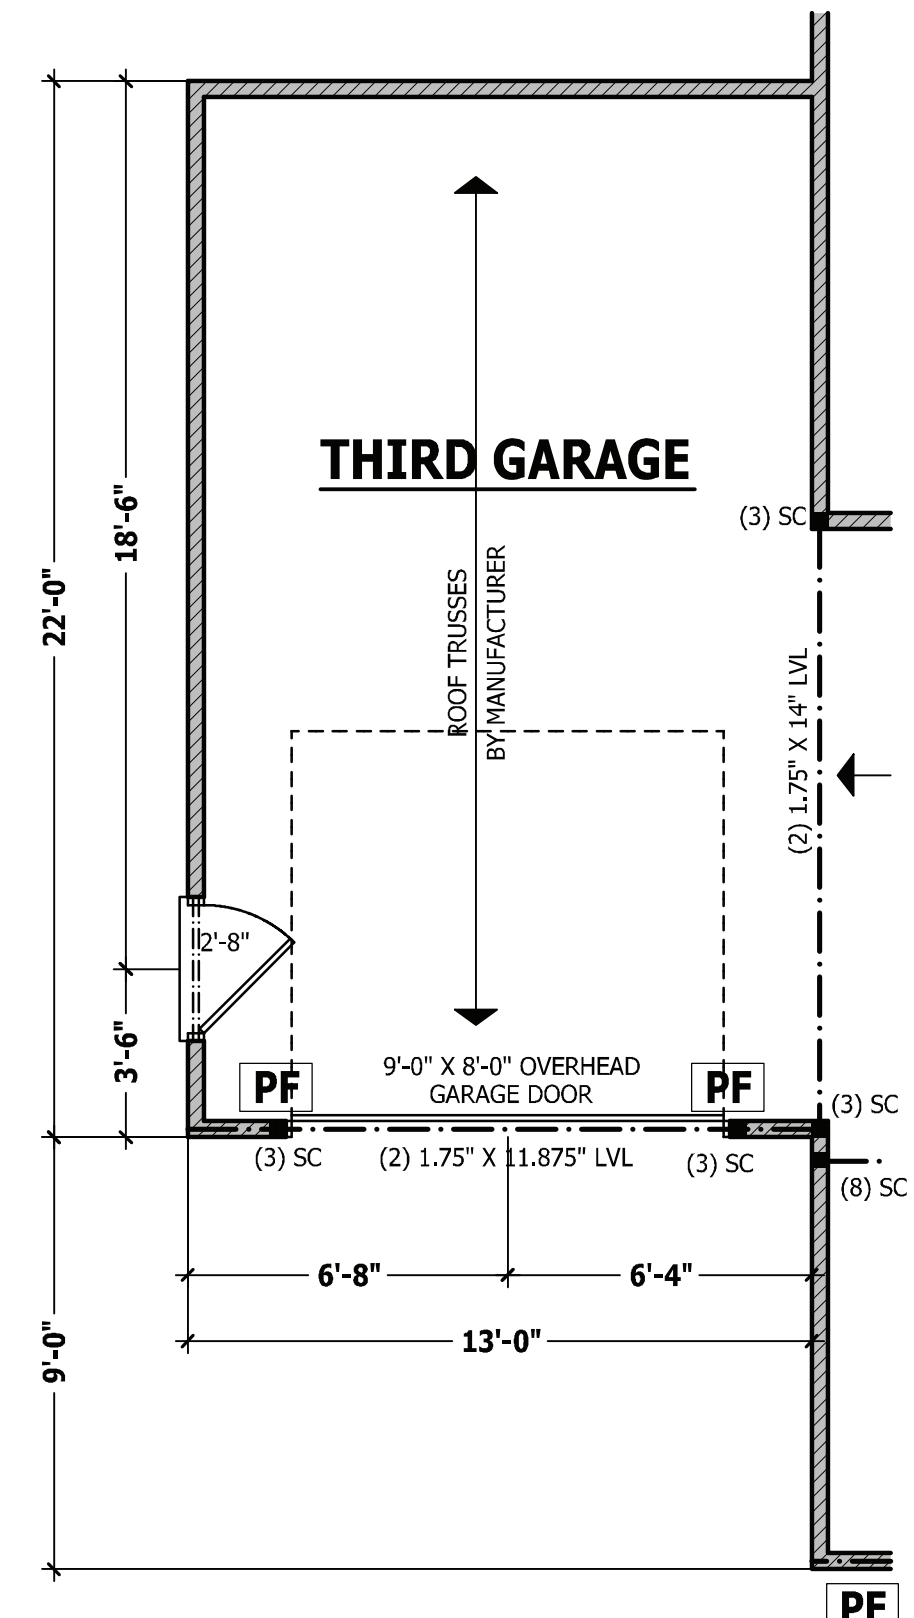 THIRD GARAGE
(3) SC
18'-6"
22'-0"
ROOF TRUSSES
BY MANUFACTURER
(2) 1.75" X 14" LVL
2'-8"
3'-6"
PF
9'-0" X 8'-0" OVERHEAD
GARAGE DOOR
PF
(3) SC
(3) SC
(2) 1.75" X 11.875" LVL
(3) SC
(8) SC
6'-8"
6'-4"
13'-0"
9'-0"
PF